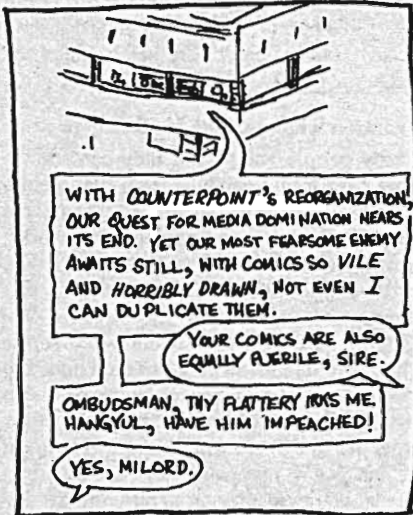 WITH COUNTERPOINT'S REORGANIZATION,
OUR QUEST FOR MEDIA DOMINATION NEARS
ITS END. YET OUR MOST FEARSOME ENEMY
AWAITS STILL, WITH COMICS SO VILE
AND HORRIBLY DRAWN, NOT EVEN I
CAN DUPLICATE THEM.
YOUR COMICS ARE ALSO
EQUALLY PUERILE, SIRE.
OMBUDSMAN, THY FLATTERY IRKS ME.
HANGYUL, HAVE HIM IMPEACHED!
YES, MILORD.